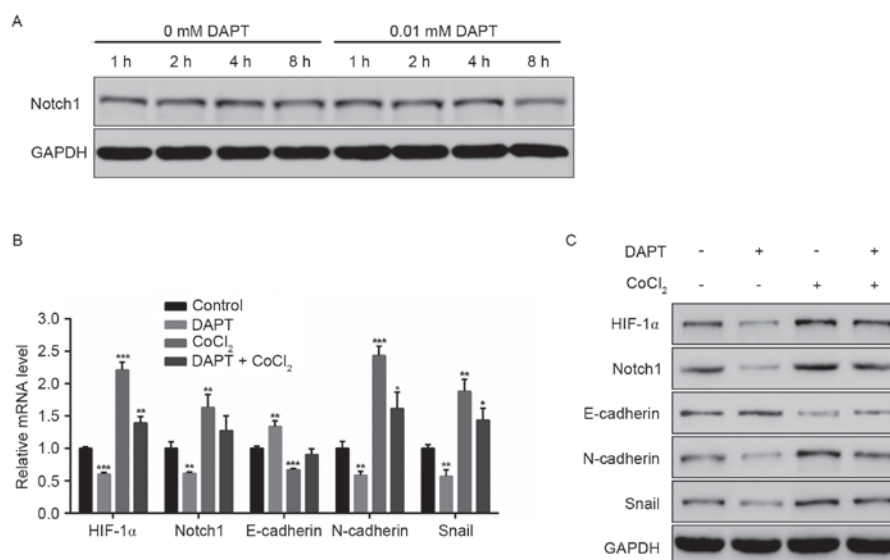 A
0 mM DAPT 0.01 mM DAPT
1 h 2 h 4 h 8 h 1 h 2 h 4 h 8 h
Notch1
GAPDH
B
Relative mRNA level
3.0
2.5
2.0
1.5
1.0
0.5
0.0
Control
DAPT
CoCl₂
DAPT + CoCl₂
*** *** **
** **
** ***
** *** *
** ** *
HIF-1α Notch1 E-cadherin N-cadherin Snail
C
DAPT - + - +
CoCl₂ - - + +
HIF-1α
Notch1
E-cadherin
N-cadherin
Snail
GAPDH